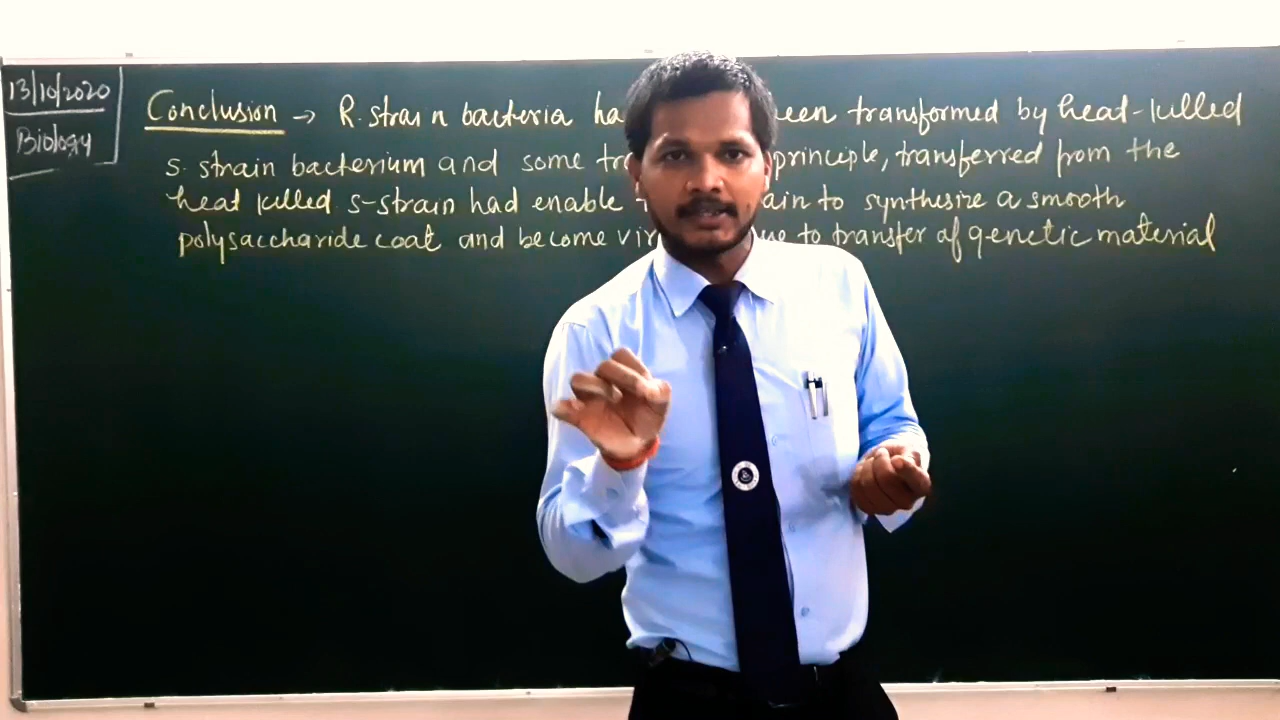 13/10/2020
Biology
Conclusion → R. strain bacteria ha een transformed by heat-killed
s. strain bacterium and some tr principle, transferred from the
heat killed s-strain had enable ain to synthesize a smooth
polysaccharide coat and become vir ue to transfer of genetic material